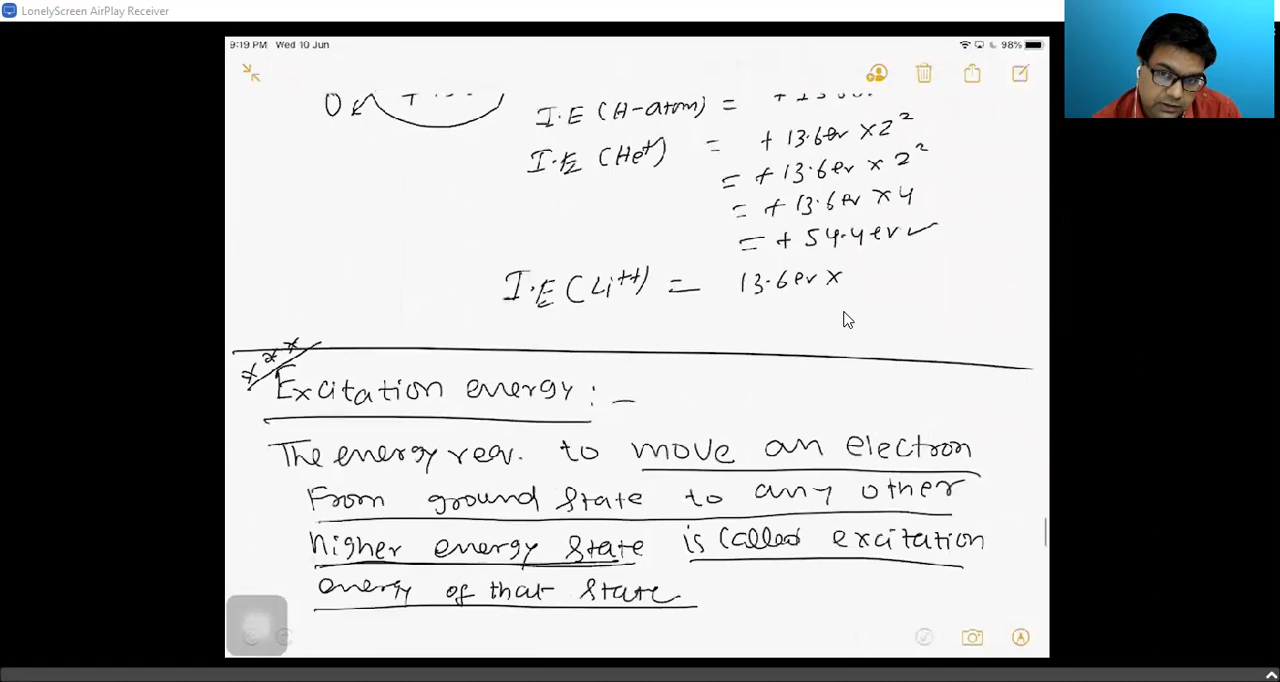 LonelyScreen AirPlay Receiver
9:19 PM Wed 10 Jun
98%
I.E (H-atom) =
I.E (He+) = + 13.6ev x 2²
= + 13.6ev x 2²
= + 13.6ev x 4
= + 54.4ev ✓
I.E (Li++) = 13.6ev x
Excitation energy : —
The energy req. to move an electron
From ground state to any other
higher energy state is called excitation
energy of that state